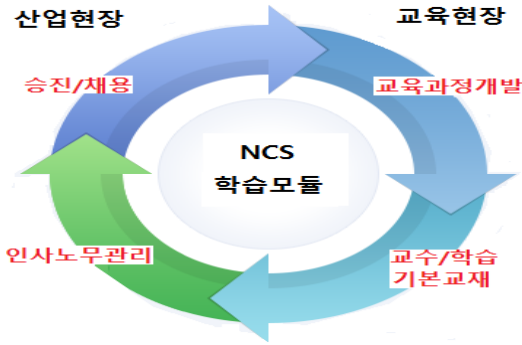 산업현장
교육현장
승진/채용
교육과정개발
NCS
학습모듈
인사노무관리
교수/학습
기본교재